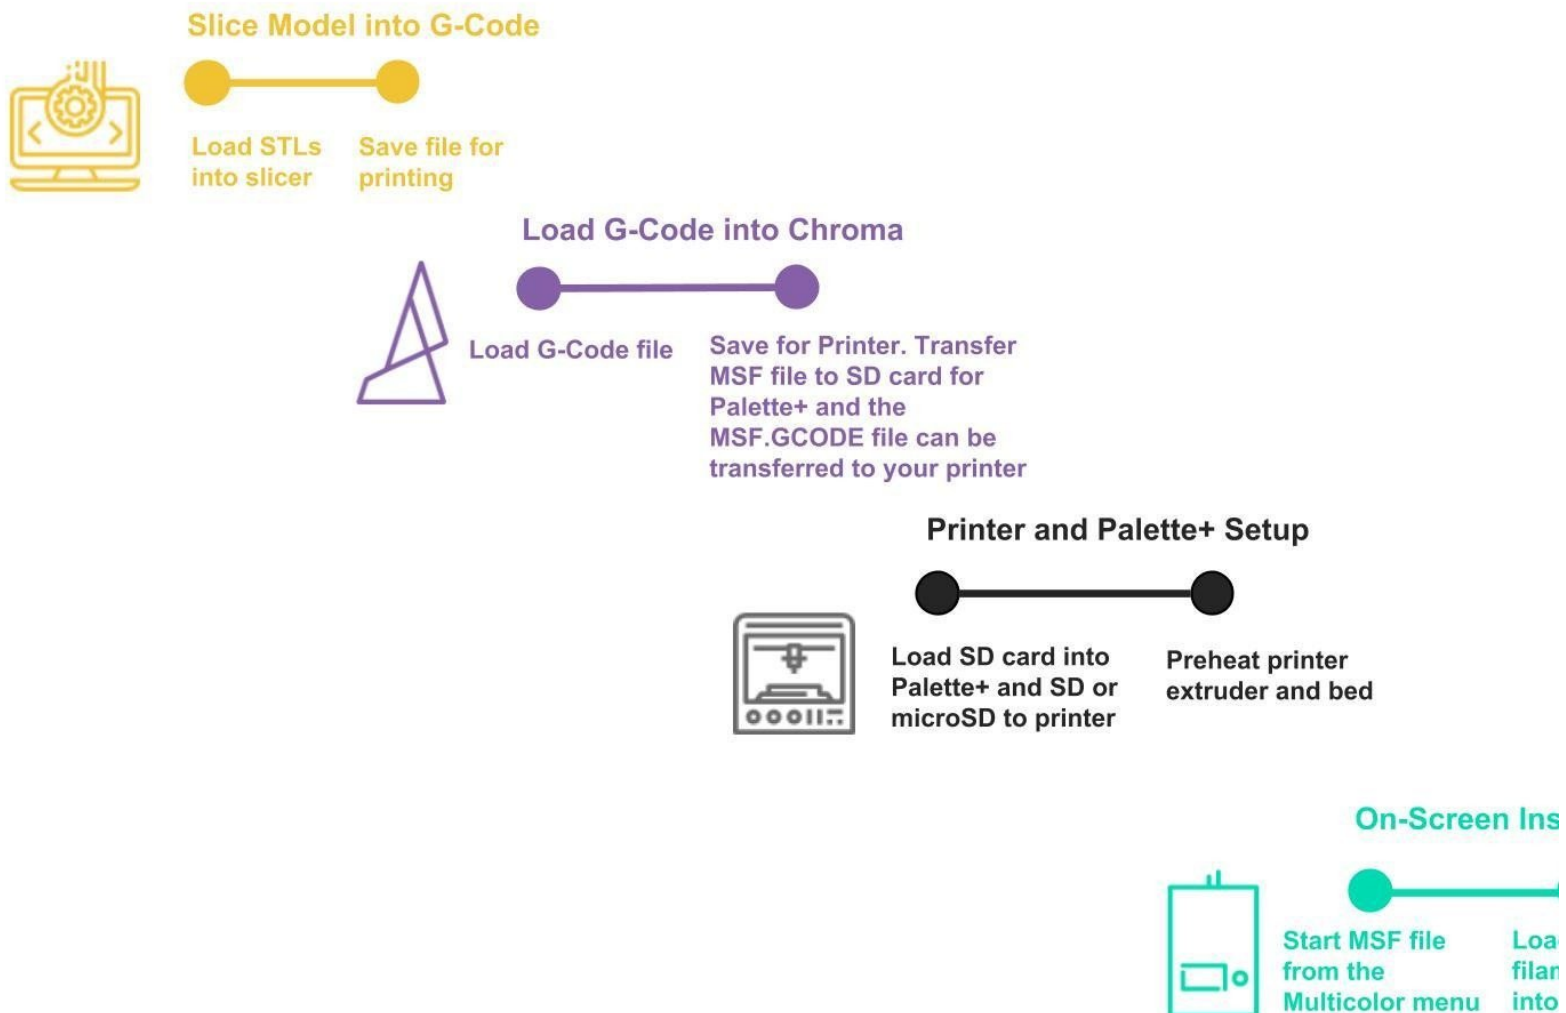 Slice Model into G-Code
Load STLs
into slicer
Save file for
printing
Load G-Code into Chroma
Load G-Code file
Save for Printer. Transfer
MSF file to SD card for
Palette+ and the
MSF.GCODE file can be
transferred to your printer
Printer and Palette+ Setup
Load SD card into
Palette+ and SD or
microSD to printer
Preheat printer
extruder and bed
On-Screen
Start MSF file
from the
Multicolor menu
into